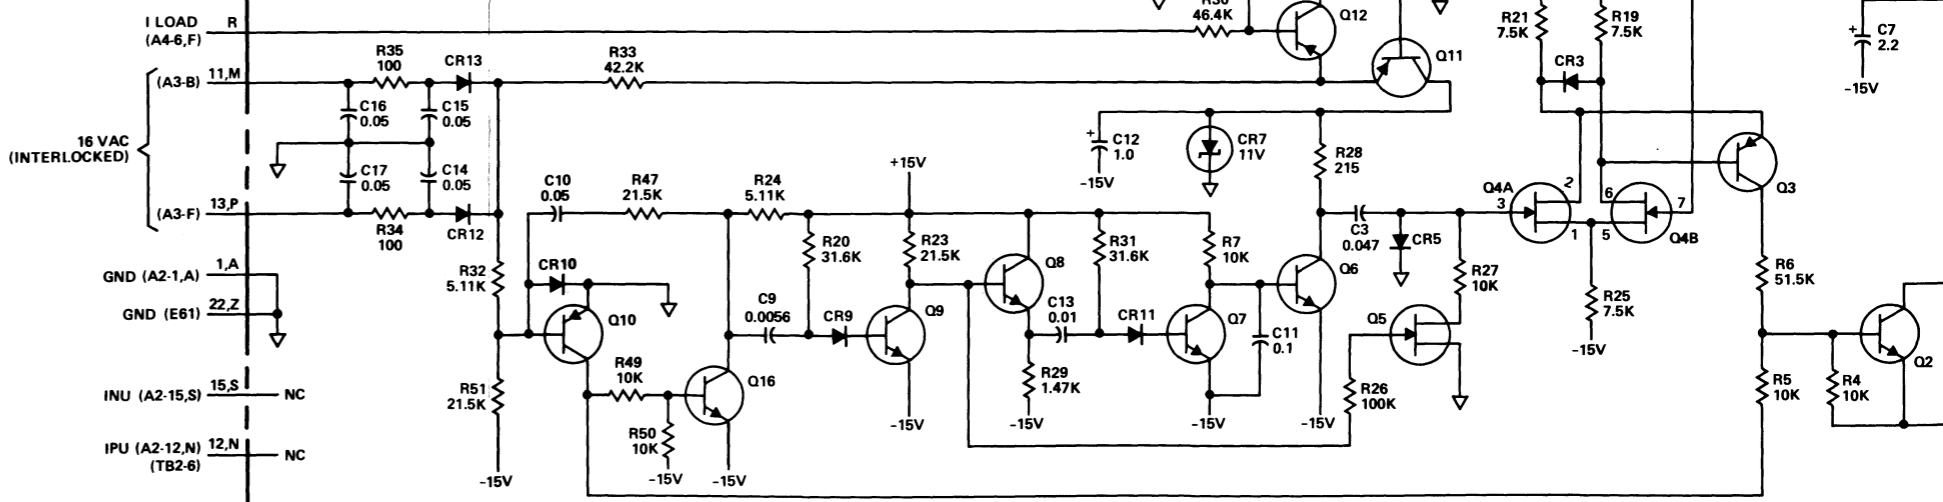 I LOAD R
(A4-6,F)
(A3-B) 11,M
16 VAC
(INTERLOCKED)
(A3-F) 13,P
GND (A2-1,A) 1,A
GND (E61) 22,Z
INU (A2-15,S) 15,S NC
IPU (A2-12,N) 12,N NC
(TB2-6)
R35
100
CR13
C16
0.05
C15
0.05
C17
0.05
C14
0.05
R34
100
CR12
R33
42.2K
46.4K
Q12
Q11
C12
1.0
+
-15V
CR7
11V
R28
215
R21
7.5K
R19
7.5K
CR3
+
C7
2.2
-15V
C10
0.05
R47
21.5K
R24
5.11K
+15V
R32
5.11K
CR10
Q10
R51
21.5K
-15V
R49
10K
R50
10K
-15V
Q16
-15V
C9
0.0056
R20
31.6K
CR9
R23
21.5K
Q9
-15V
Q8
C13
0.01
R29
1.47K
-15V
R31
31.6K
CR11
R7
10K
Q7
C11
0.1
-15V
Q6
-15V
C3
0.047
CR5
R27
10K
Q5
R26
100K
Q4A
3
2
1
6
5
7
Q4B
R25
7.5K
-15V
Q3
R6
51.5K
R5
10K
R4
10K
Q2